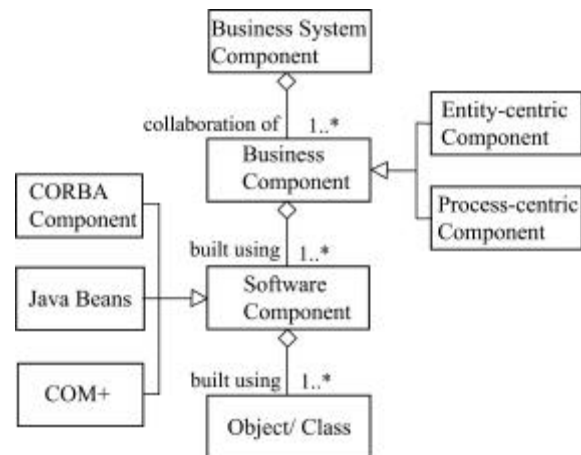 Business System
Component
collaboration of
1..*
Entity-centric
Component
Business
Component
CORBA
Component
Process-centric
Component
built using
1..*
Java Beans
Software
Component
COM+
built using
1..*
Object/ Class